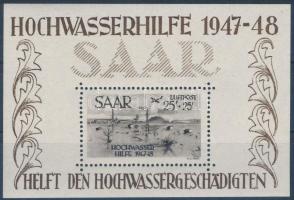 HOCHWASSERHILFE 1947-48
SAAR
SAAR LUFTPOST
25F+25F
HOCHWASSER
HILFE 1947-48
HELFT DEN HOCHWASSERGESCHÄDIGTEN